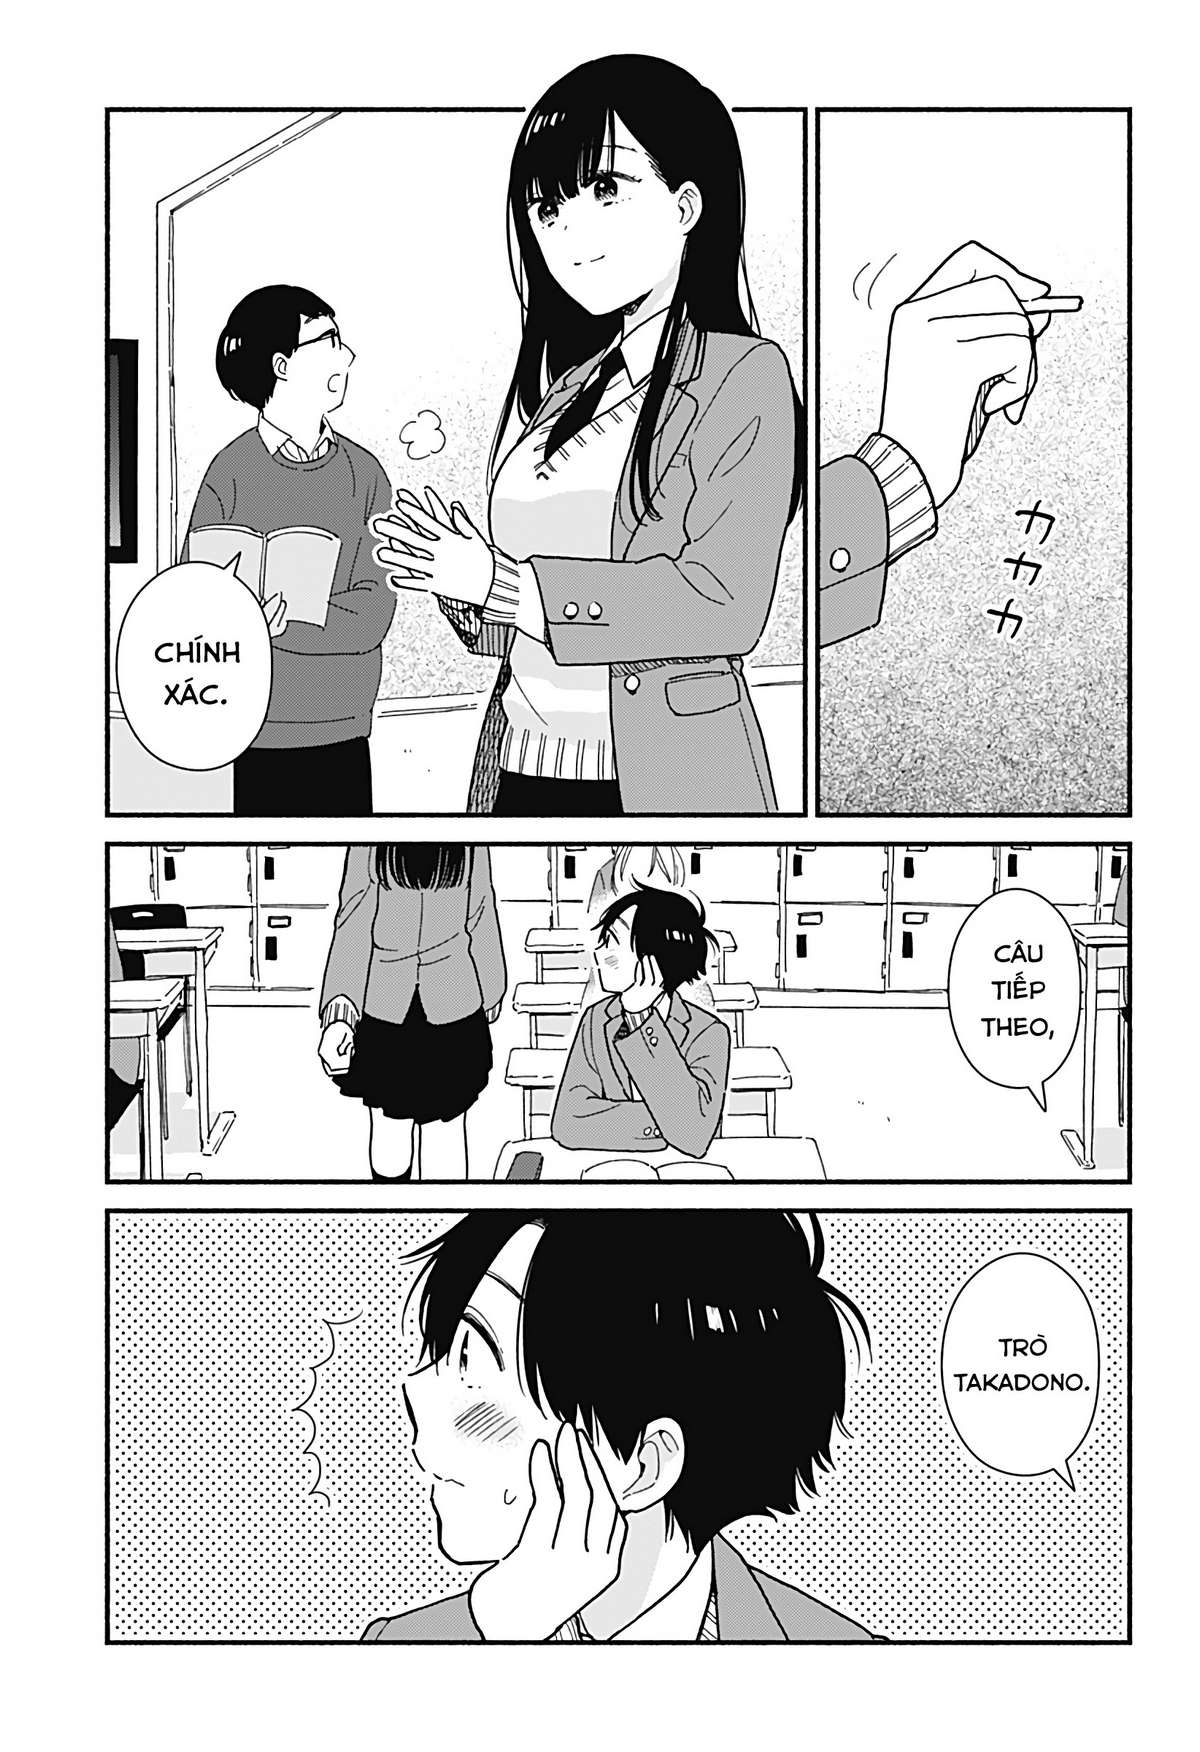 カカカ
CHÍNH
XÁC.
CÂU
TIẾP
THEO,
TRÒ
TAKADONO.